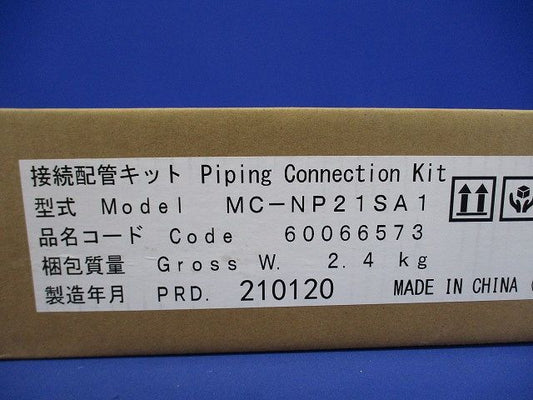 接続配管キット Piping Connection Kit
型式 Model MC-NP21SA1
品名コード Code 60066573
梱包質量 Gross W. 2.4 kg
製造年月 PRD. 210120 MADE IN CHINA